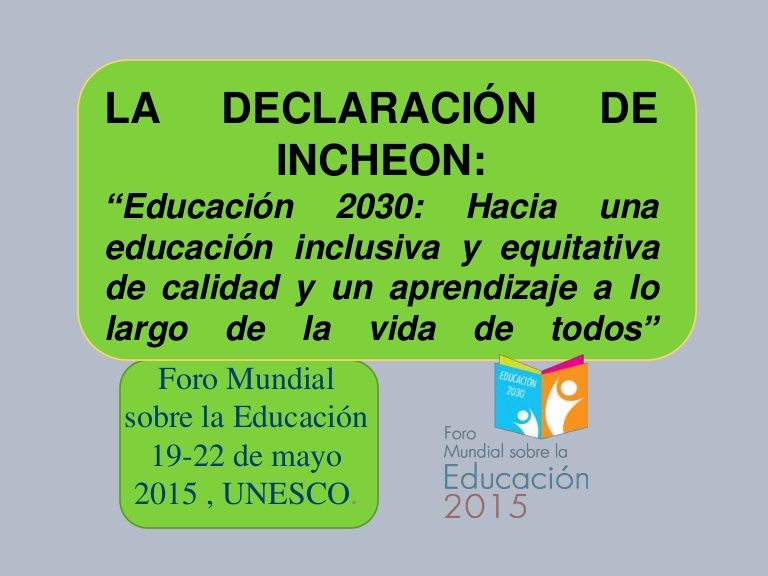 LA DECLARACIÓN DE
INCHEON:
“Educación 2030: Hacia una
educación inclusiva y equitativa
de calidad y un aprendizaje a lo
largo de la vida de todos”
Foro Mundial
sobre la Educación
19-22 de mayo
2015 , UNESCO.
EDUCACIÓN
2030
Foro
Mundial sobre la
Educación
2015